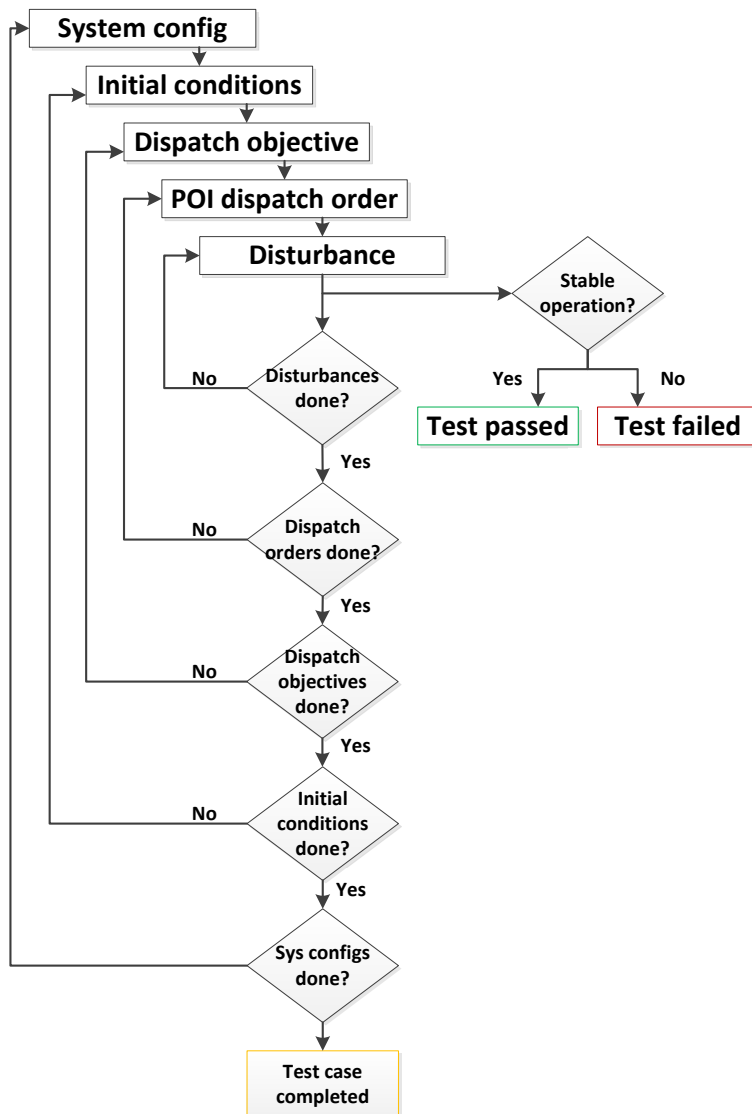 System config
Initial conditions
Dispatch objective
POI dispatch order
Disturbance
Stable
operation?
Yes
No
Test passed
Test failed
No
Disturbances
done?
Yes
No
Dispatch
orders done?
Yes
No
Dispatch
objectives
done?
Yes
No
Initial
conditions
done?
Yes
Sys configs
done?
Test case
completed